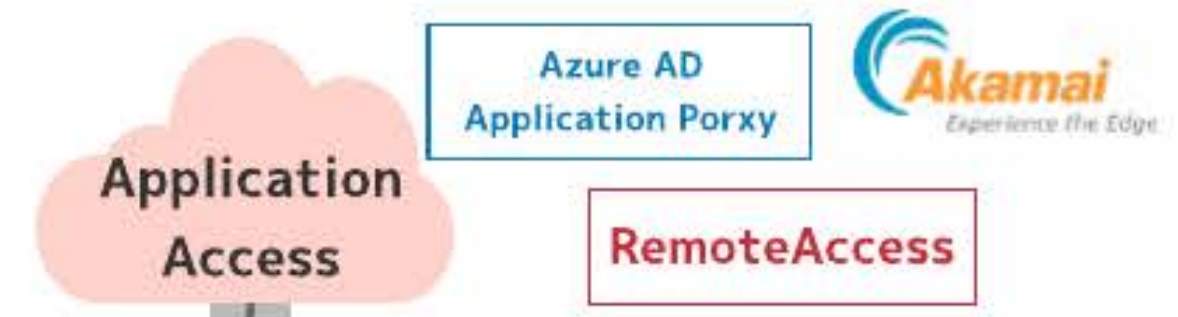 Application
Access
Azure AD
Application Porxy
Akamai
Experience the Edge
RemoteAccess